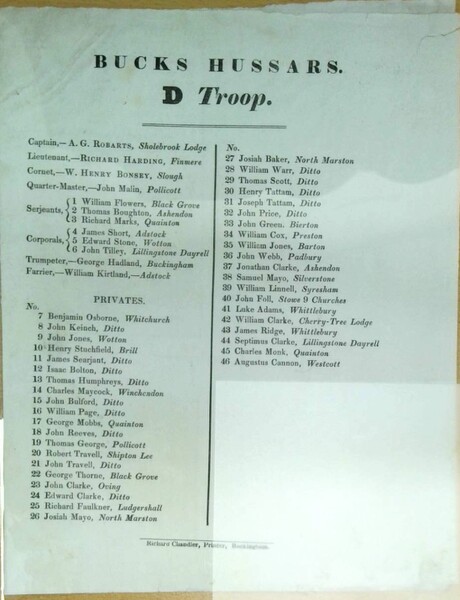 BUCKS HUSSARS.
D Troop.
Captain,— A. G. ROBARTS, Sholebrook Lodge
Lieutenant,—RICHARD HARDING, Finmere
Cornet,—W. HENRY BONSEY, Slough
Quarter-Master,—John Malin, Pollicott
Serjeants,
1 William Flowers, Black Grove
2 Thomas Boughton, Ashendon
3 Richard Marks, Quainton
Corporals,
4 James Short, Adstock
5 Edward Stone, Wotton
6 John Tilley, Lillingstone Dayrell
Trumpeter,—George Hadland, Buckingham
Farrier,—William Kirtland,—Adstock
PRIVATES.
No.
7 Benjamin Osborne, Whitchurch
8 John Keinch, Ditto
9 John Jones, Wotton
10 Henry Stuchfield, Brill
11 James Searjant, Ditto
12 Isaac Bolton, Ditto
13 Thomas Humphreys, Ditto
14 Charles Maycock, Winchendon
15 John Bulford, Ditto
16 William Page, Ditto
17 George Mobbs, Quainton
18 John Reeves, Ditto
19 Thomas George, Pollicott
20 Robert Travell, Shipton Lee
21 John Travell, Ditto
22 George Thorne, Black Grove
23 John Clarke, Oving
24 Edward Clarke, Ditto
25 Richard Faulkner, Ludgershall
26 Josiah Mayo, North Marston
No.
27 Josiah Baker, North Marston
28 William Warr, Ditto
29 Thomas Scott, Ditto
30 Henry Tattam, Ditto
31 Joseph Tattam, Ditto
32 John Price, Ditto
33 John Green, Bierton
34 William Cox, Preston
35 William Jones, Barton
36 John Webb, Padbury
37 Jonathan Clarke, Ashendon
38 Samuel Mayo, Silverstone
39 William Linnell, Syresham
40 John Foll, Stowe 9 Churches
41 Luke Adams, Whittlebury
42 William Clarke, Cherry-Tree Lodge
43 James Ridge, Whittlebury
44 Septimus Clarke, Lillingstone Dayrell
45 Charles Monk, Quainton
46 Augustus Cannon, Westcott
Richard Chandler, Printer, Buckingham.